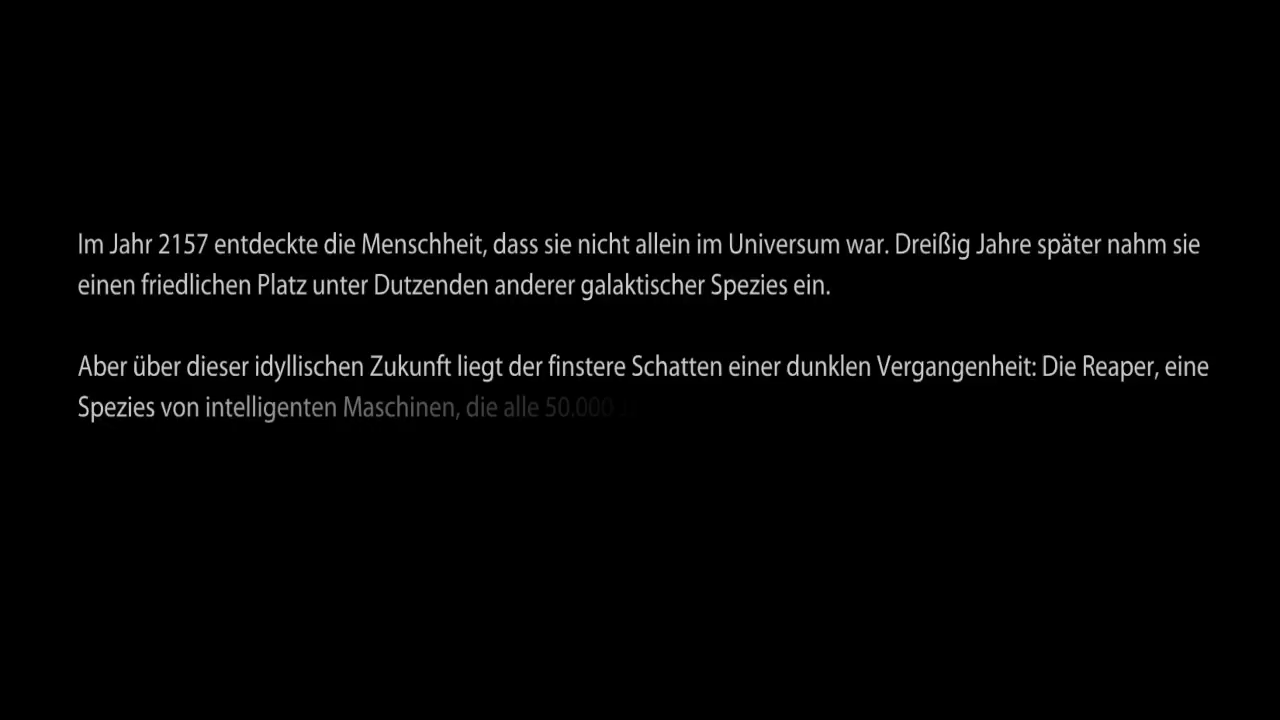 Im Jahr 2157 entdeckte die Menschheit, dass sie nicht allein im Universum war. Dreißig Jahre später nahm sie
einen friedlichen Platz unter Dutzenden anderer galaktischer Spezies ein.
Aber über dieser idyllischen Zukunft liegt der finstere Schatten einer dunklen Vergangenheit: Die Reaper, eine
Spezies von intelligenten Maschinen, die alle 50.000